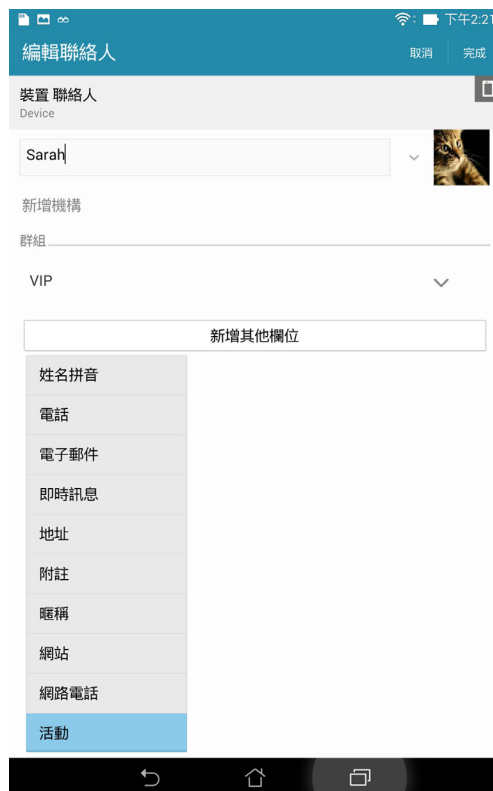 下午2:21
編輯聯絡人
取消
完成
裝置 聯絡人
Device
Sarah
新增機構
群組
VIP
新增其他欄位
姓名拼音
電話
電子郵件
即時訊息
地址
附註
暱稱
網站
網路電話
活動